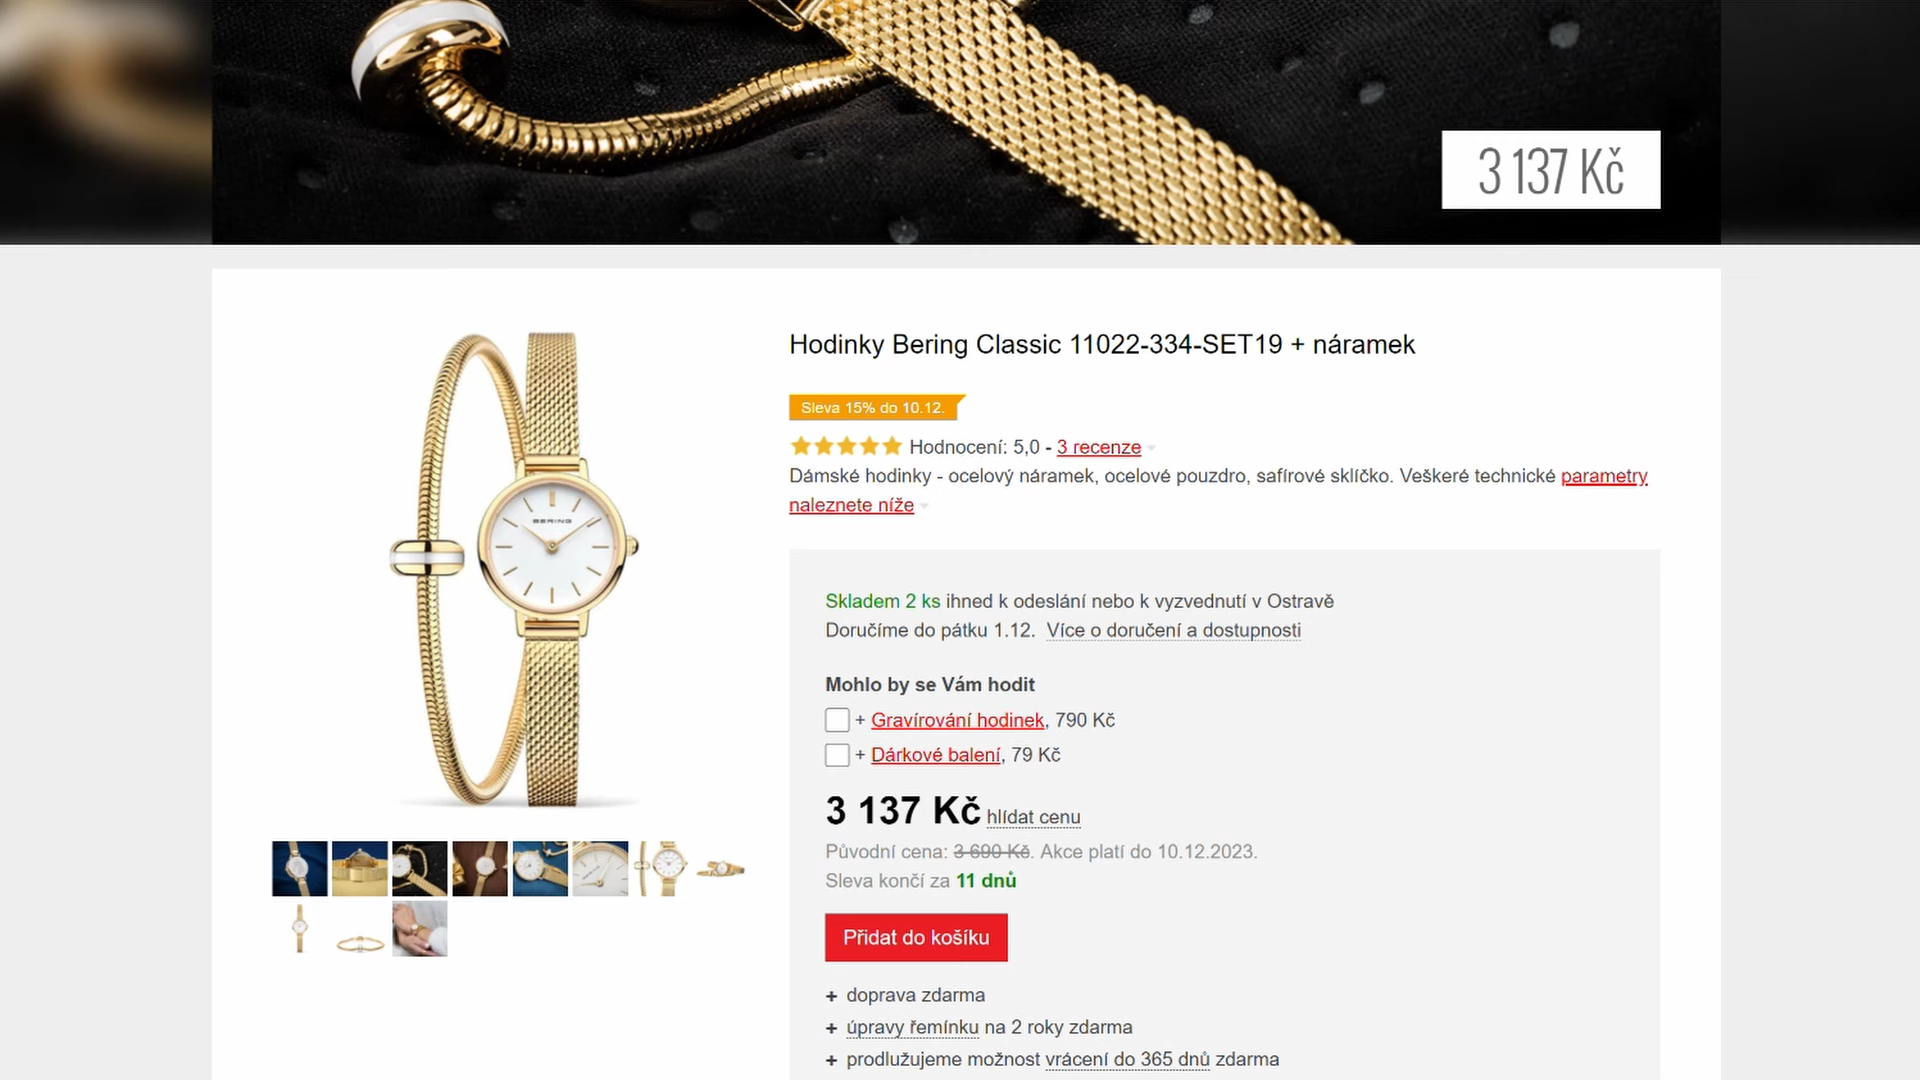 3 137 Kč
Hodinky Bering Classic 11022-334-SET19 + náramek
Sleva 15% do 10.12.
Hodnocení: 5,0 - 3 recenze
Dámské hodinky - ocelový náramek, ocelové pouzdro, safírové sklíčko. Veškeré technické parametry
naleznete níže
BERING
Skladem 2 ks ihned k odeslání nebo k vyzvednutí v Ostravě
Doručíme do pátku 1.12. Více o doručení a dostupnosti
Mohlo by se Vám hodit
+ Gravírování hodinek, 790 Kč
+ Dárkové balení, 79 Kč
3 137 Kč hlídat cenu
Původní cena: 3 690 Kč. Akce platí do 10.12.2023.
Sleva končí za 11 dnů
Přidat do košíku
+ doprava zdarma
+ úpravy řemínku na 2 roky zdarma
+ prodlužujeme možnost vrácení do 365 dnů zdarma